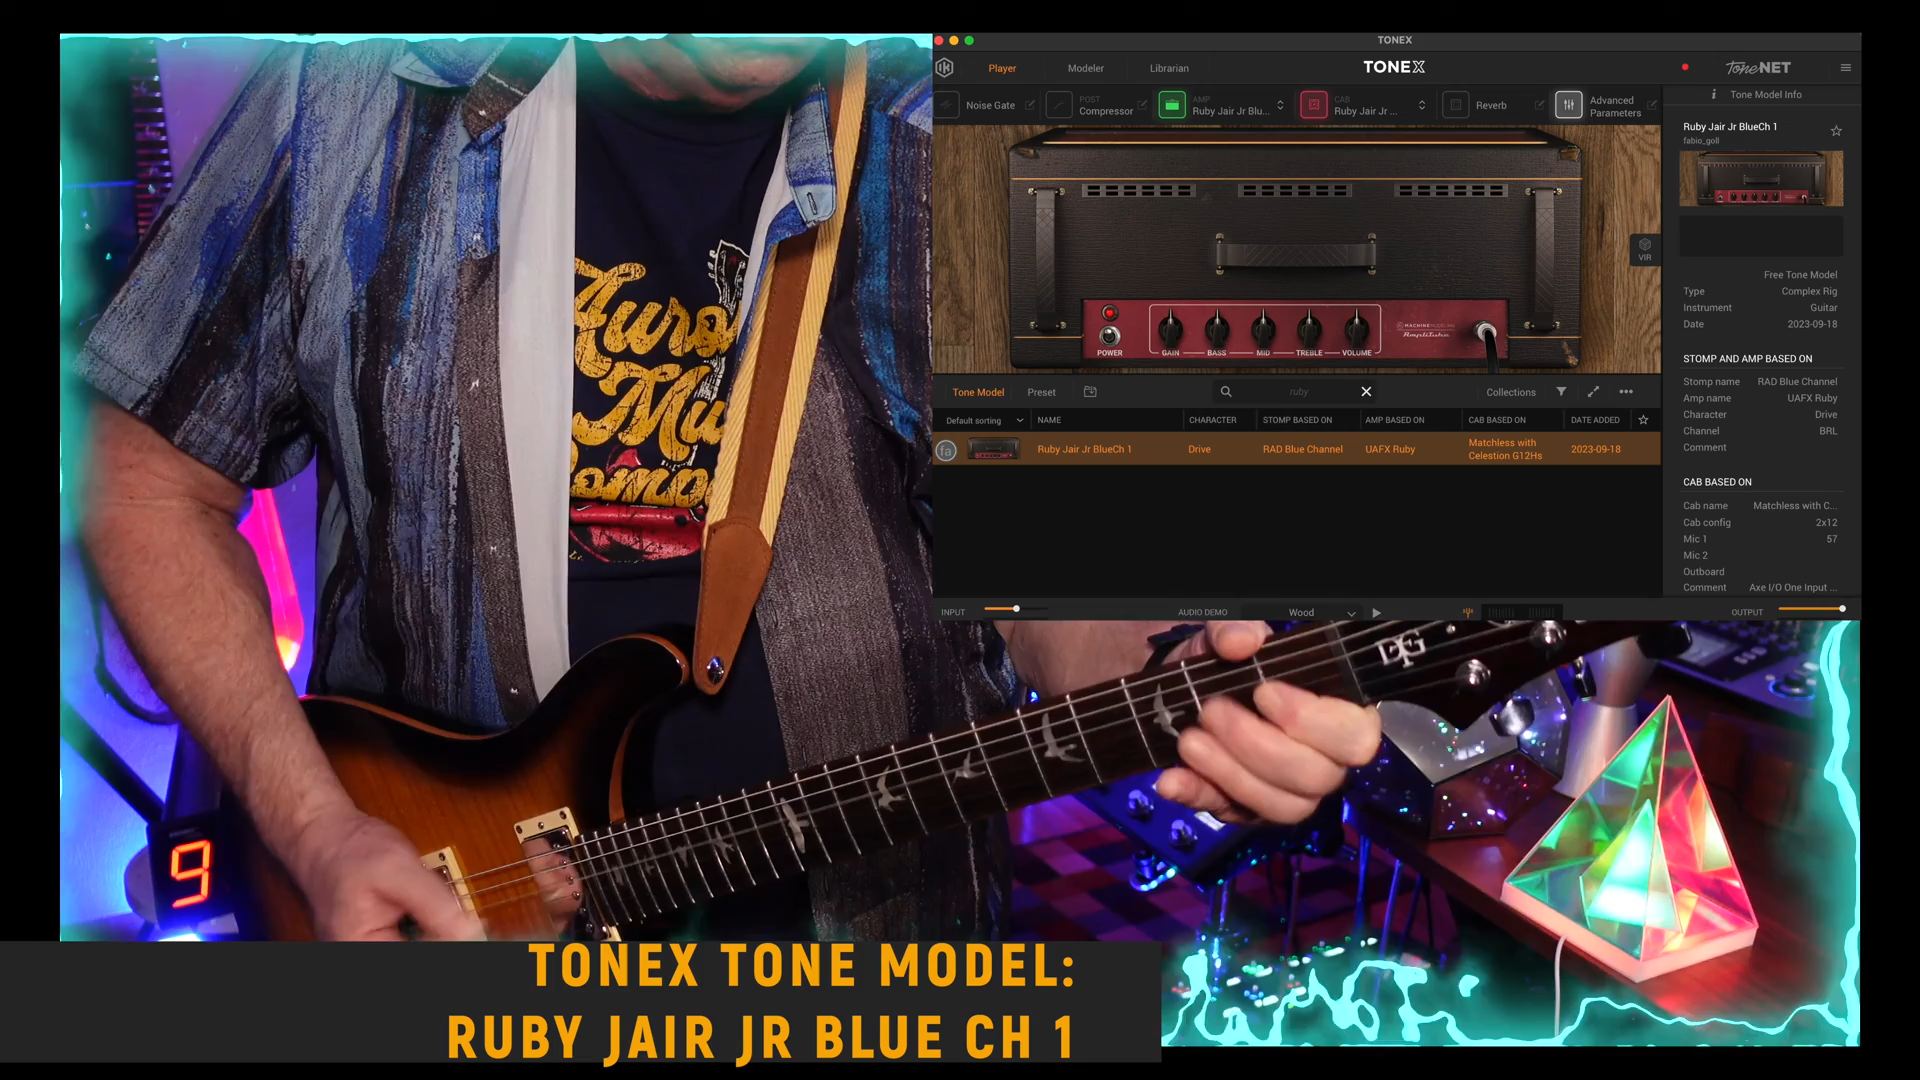 TONEX
Player
Modeler
Librarian
TONEX
ToneNET
Noise Gate
POST
Compressor
AMP
Ruby Jair Jr Blu...
CAB
Ruby Jair Jr ...
Reverb
Advanced
Parameters
i Tone Model Info
Ruby Jair Jr BlueCh 1
fabio_goll
VIR
Free Tone Model
Type Complex Rig
Instrument Guitar
Date 2023-09-18
POWER
GAIN BASS MID TREBLE VOLUME
MACHINE MODELING
AmpliTube
STOMP AND AMP BASED ON
Stomp name RAD Blue Channel
Amp name UAFX Ruby
Character Drive
Channel BRL
Comment
Tone Model
Preset
ruby
Collections
Default sorting
NAME
CHARACTER
STOMP BASED ON
AMP BASED ON
CAB BASED ON
DATE ADDED
fa
Ruby Jair Jr BlueCh 1
Drive
RAD Blue Channel
UAFX Ruby
Matchless with
Celestion G12Hs
2023-09-18
CAB BASED ON
Cab name Matchless with C...
Cab config 2x12
Mic 1 57
Mic 2
Outboard
Comment Axe I/O One Input ...
INPUT
AUDIO DEMO
Wood
OUTPUT
9
TONEX TONE MODEL:
RUBY JAIR JR BLUE CH 1